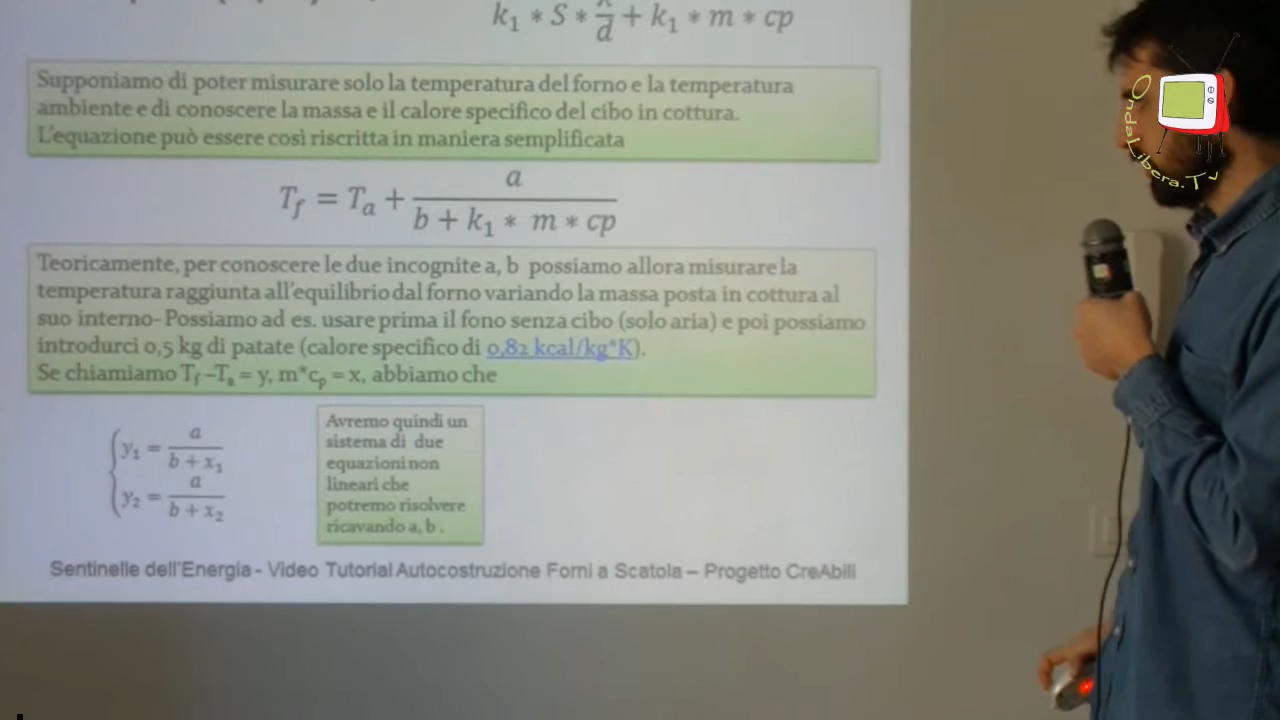 k₁ * S * λ/d + k₁ * m * cp
Supponiamo di poter misurare solo la temperatura del forno e la temperatura
ambiente e di conoscere la massa e il calore specifico del cibo in cottura.
L'equazione può essere così riscritta in maniera semplificata
T_f = T_a + a / (b + k₁ * m * cp)
Teoricamente, per conoscere le due incognite a, b possiamo allora misurare la
temperatura raggiunta all'equilibrio dal forno variando la massa posta in cottura al
suo interno- Possiamo ad es. usare prima il fono senza cibo (solo aria) e poi possiamo
introdurci 0,5 kg di patate (calore specifico di 0,82 kcal/kg*K).
Se chiamiamo T_f –T_a = y, m*c_p = x, abbiamo che
y₁ = a / (b + x₁)
y₂ = a / (b + x₂)
Avremo quindi un
sistema di due
equazioni non
lineari che
potremo risolvere
ricavando a, b .
Sentinelle dell'Energia - Video Tutorial Autocostruzione Forni a Scatola – Progetto CreAbili
OndaLibera.Tv